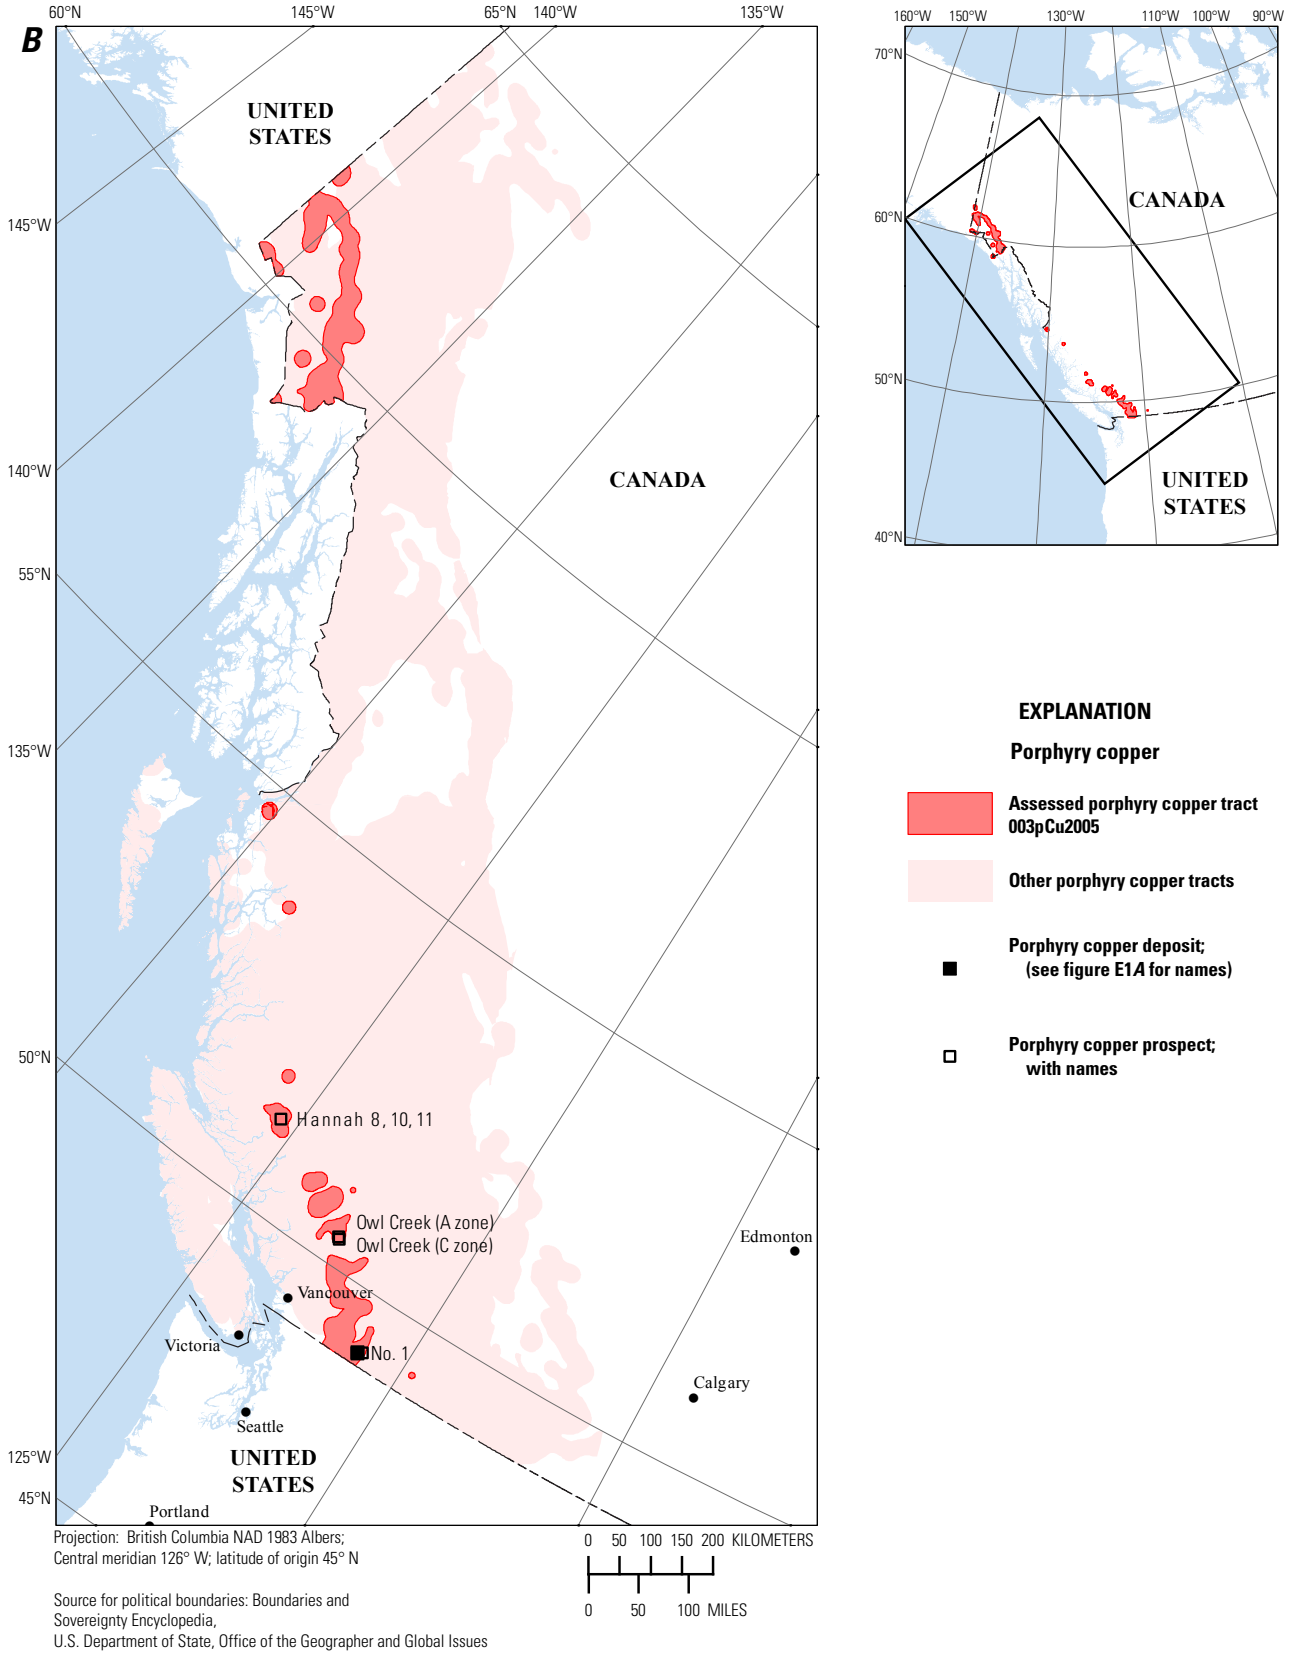 B
60°N 145°W 65°N 140°W 135°W
UNITED
STATES
145°W
CANADA
140°W
55°N
135°W
50°N
Hannah 8, 10, 11
Owl Creek (A zone)
Owl Creek (C zone)
Edmonton
Vancouver
Victoria
No. 1
Calgary
Seattle
UNITED
STATES
125°W
45°N
Portland
Projection: British Columbia NAD 1983 Albers;
Central meridian 126° W; latitude of origin 45° N
Source for political boundaries: Boundaries and
Sovereignty Encyclopedia,
U.S. Department of State, Office of the Geographer and Global Issues
0 50 100 150 200 KILOMETERS
0 50 100 MILES
160°W 150°W 130°W 110°W 100°W 90°W
70°N
CANADA
60°N
50°N
UNITED
STATES
40°N
EXPLANATION
Porphyry copper
Assessed porphyry copper tract
003pCu2005
Other porphyry copper tracts
Porphyry copper deposit;
(see figure E1A for names)
Porphyry copper prospect;
with names